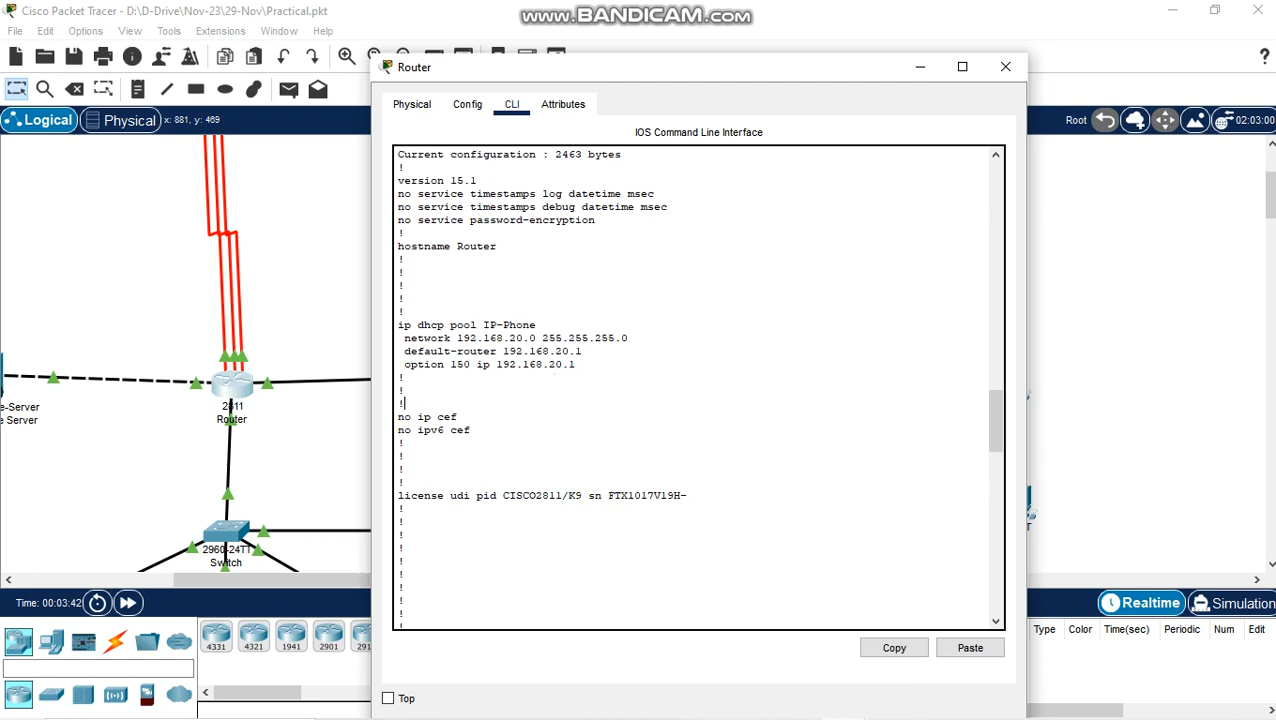 Cisco Packet Tracer - D:\D-Drive\Nov-23\29-Nov\Practical.pkt
www.BANDICAM.com
File Edit Options View Tools Extensions Window Help
Router
Physical Config CLI Attributes
Logical Physical x: 881, y: 469
Root 02:03:00
IOS Command Line Interface
Current configuration : 2463 bytes
!
version 15.1
no service timestamps log datetime msec
no service timestamps debug datetime msec
no service password-encryption
!
hostname Router
!
!
!
!
!
ip dhcp pool IP-Phone
network 192.168.20.0 255.255.255.0
default-router 192.168.20.1
option 150 ip 192.168.20.1
!
!
!
no ip cef
no ipv6 cef
!
!
!
license udi pid CISCO2811/K9 sn FTX1017V19H-
!
!
!
!
!
!
!
!
!
2811
Router
e-Server
e Server
2960-24TT
Switch
T
Copy Paste
Top
Time: 00:03:42
Realtime Simulation
4331 4321 1941 2901 291
Type Color Time(sec) Periodic Num Edit